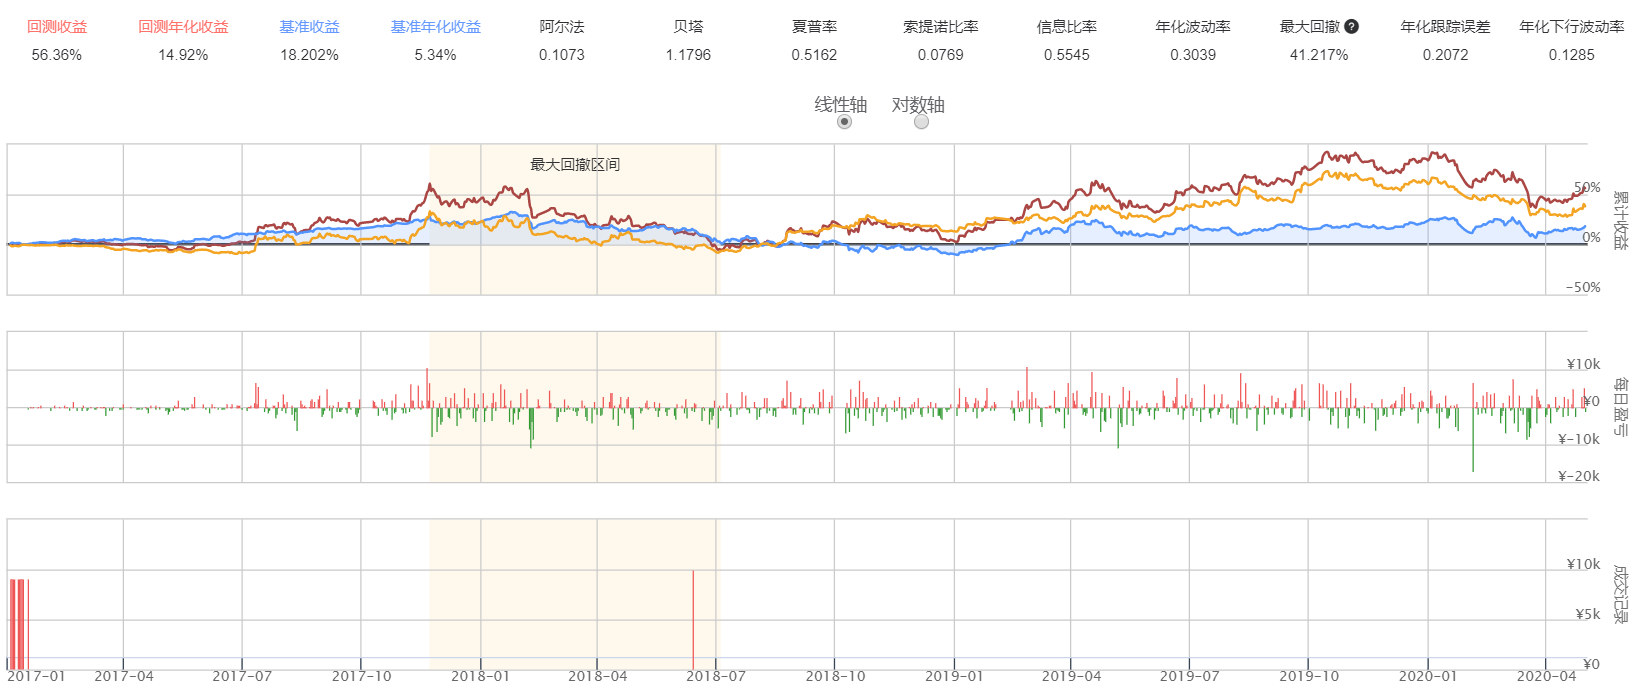 回测收益 回测年化收益 基准收益 基准年化收益 阿尔法 贝塔 夏普率 索提诺比率 信息比率 年化波动率 最大回撤 ? 年化跟踪误差 年化下行波动率
56.36% 14.92% 18.202% 5.34% 0.1073 1.1796 0.5162 0.0769 0.5545 0.3039 41.217% 0.2072 0.1285
线性轴 对数轴
最大回撤区间
50%
0%
-50%
累计收益
¥10k
¥0
¥-10k
¥-20k
每日盈亏
¥10k
¥5k
¥0
成交记录
2017-01 2017-04 2017-07 2017-10 2018-01 2018-04 2018-07 2018-10 2019-01 2019-04 2019-07 2019-10 2020-01 2020-04